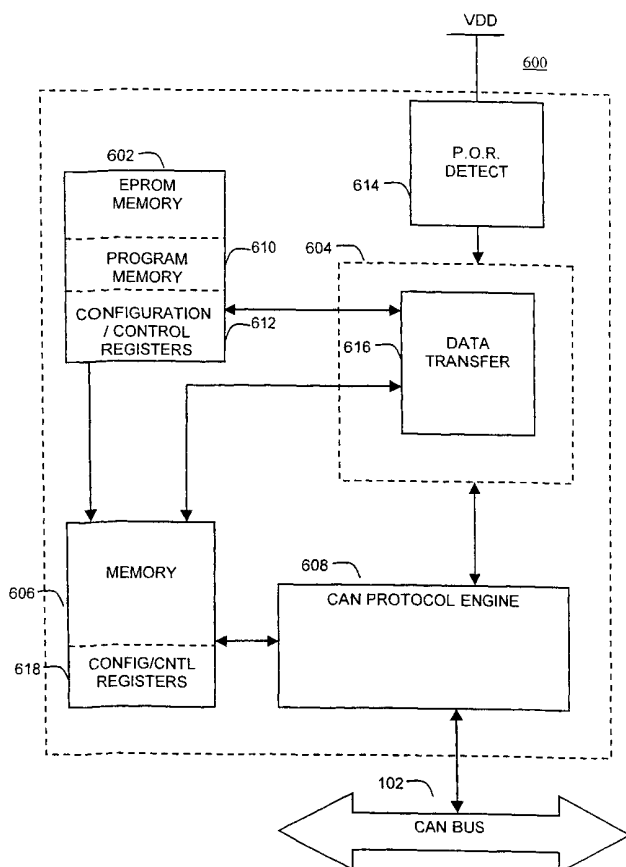 VDD
600
P.O.R.
DETECT
614
602
EPROM
MEMORY
PROGRAM
MEMORY
610
CONFIGURATION
/ CONTROL
REGISTERS
612
604
616
DATA
TRANSFER
606
MEMORY
618
CONFIG/CNTL
REGISTERS
608
CAN PROTOCOL ENGINE
102
CAN BUS